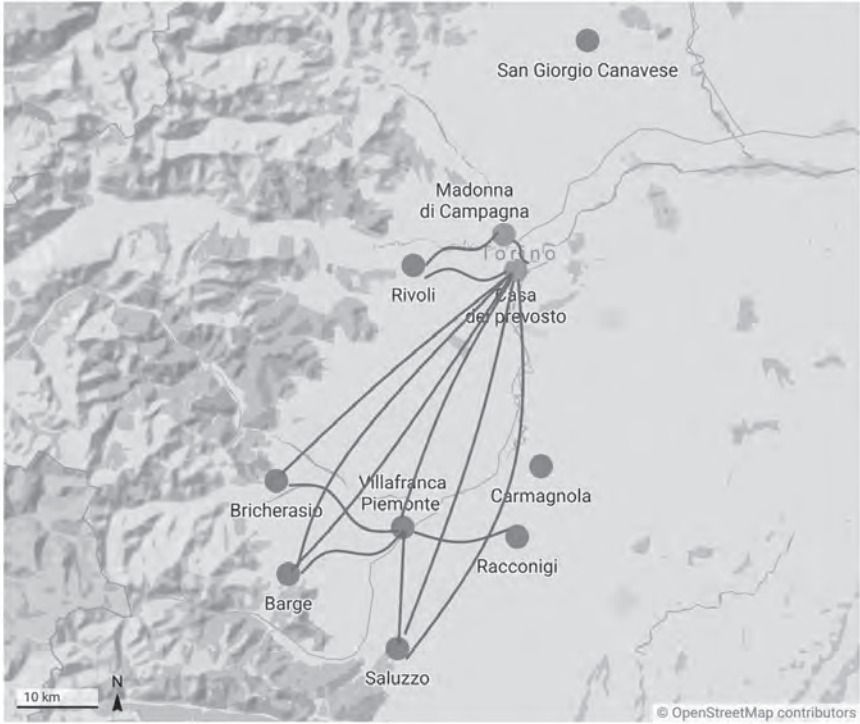 San Giorgio Canavese
Madonna
di Campagna
Torino
Rivoli
Casa
del prevosto
Villafranca
Piemonte
Bricherasio
Carmagnola
Racconigi
Barge
Saluzzo
10 km
N
© OpenStreetMap contributors